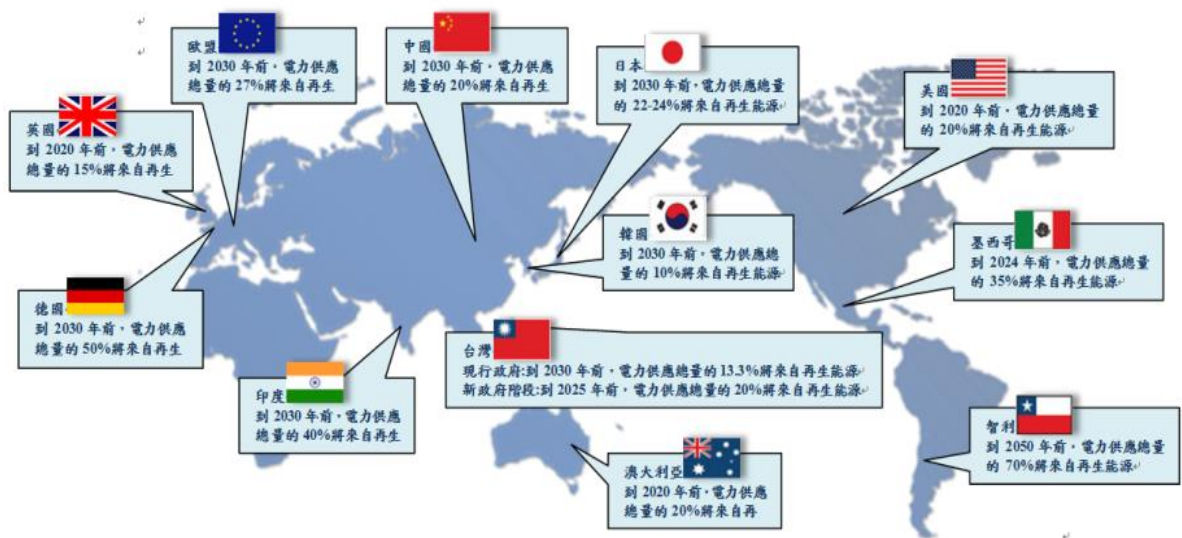 歐盟
到 2030 年前，電力供應
總量的 27%將來自再生
中國
到 2030 年前，電力供應
總量的 20%將來自再生
日本
到 2030 年前，電力供應總量
的 22-24%將來自再生能源
美國
到 2020 年前，電力供應總量
的 20%將來自再生能源
英國
到 2020 年前，電力供應
總量的 15%將來自再生
韓國
到 2030 年前，電力供應總
量的 10%將來自再生能源
墨西哥
到 2024 年前，電力供應總量
的 35%將來自再生能源
德國
到 2030 年前，電力供應
總量的 50%將來自再生
台灣
現行政府:到 2030 年前，電力供應總量的 13.3%將來自再生能源
新政府階段:到 2025 年前，電力供應總量的 20%將來自再生能源
印度
到 2030 年前，電力供應
總量的 40%將來自再生
智利
到 2050 年前，電力供應總量
的 70%將來自再生能源
澳大利亞
到 2020 年前，電力供應
總量的 20%將來自再